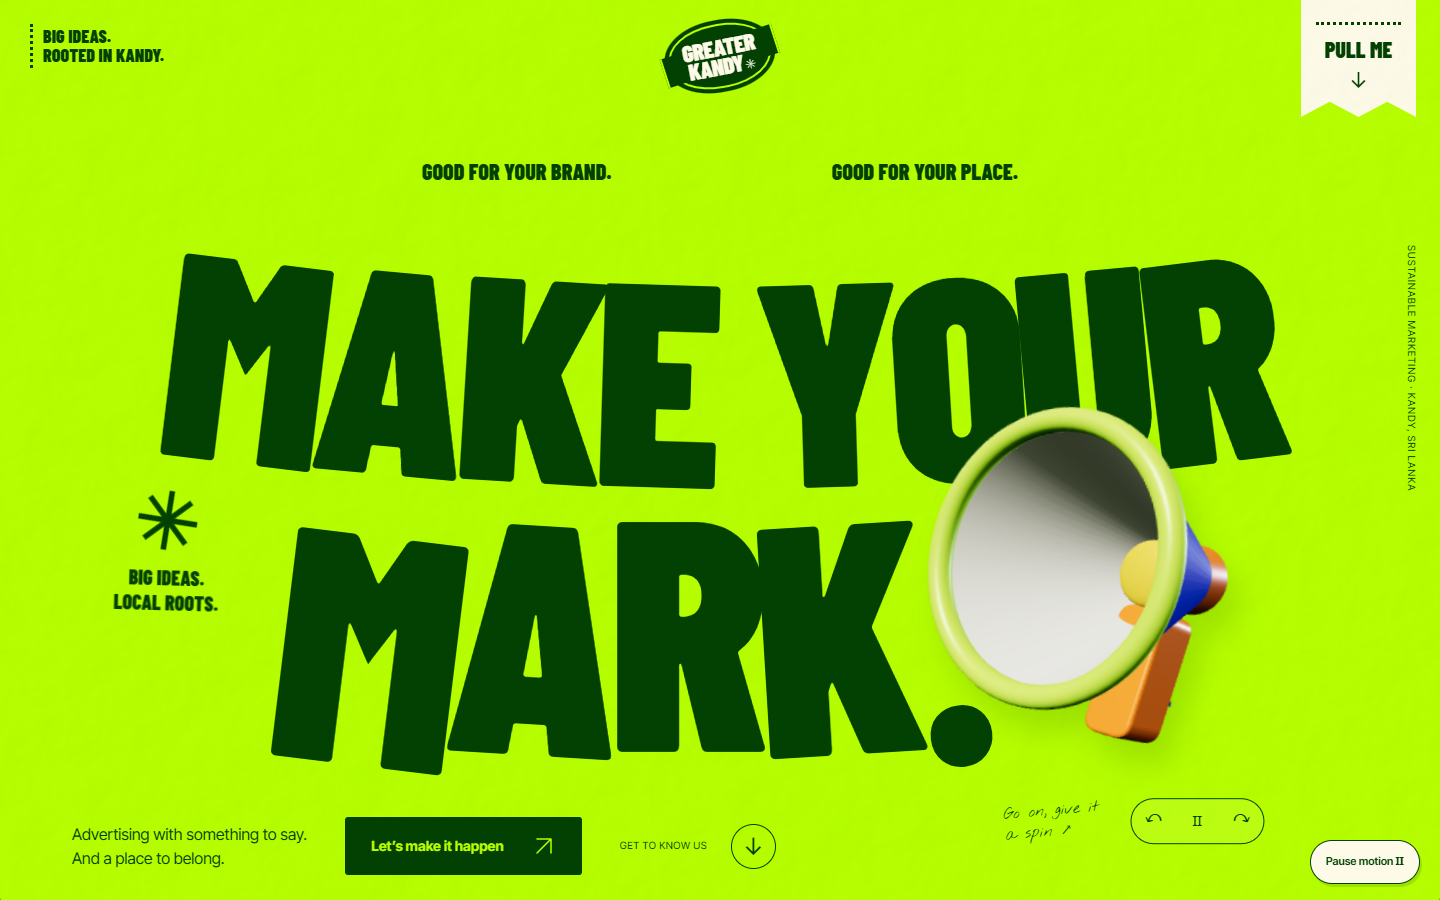 BIG IDEAS.
ROOTED IN KANDY.
GREATER
KANDY
PULL ME
GOOD FOR YOUR BRAND.
GOOD FOR YOUR PLACE.
SUSTAINABLE MARKETING · KANDY, SRI LANKA
MAKE YOUR
MARK.
BIG IDEAS.
LOCAL ROOTS.
Advertising with something to say.
And a place to belong.
Let's make it happen
GET TO KNOW US
Go on, give it
a spin ↗
Pause motion